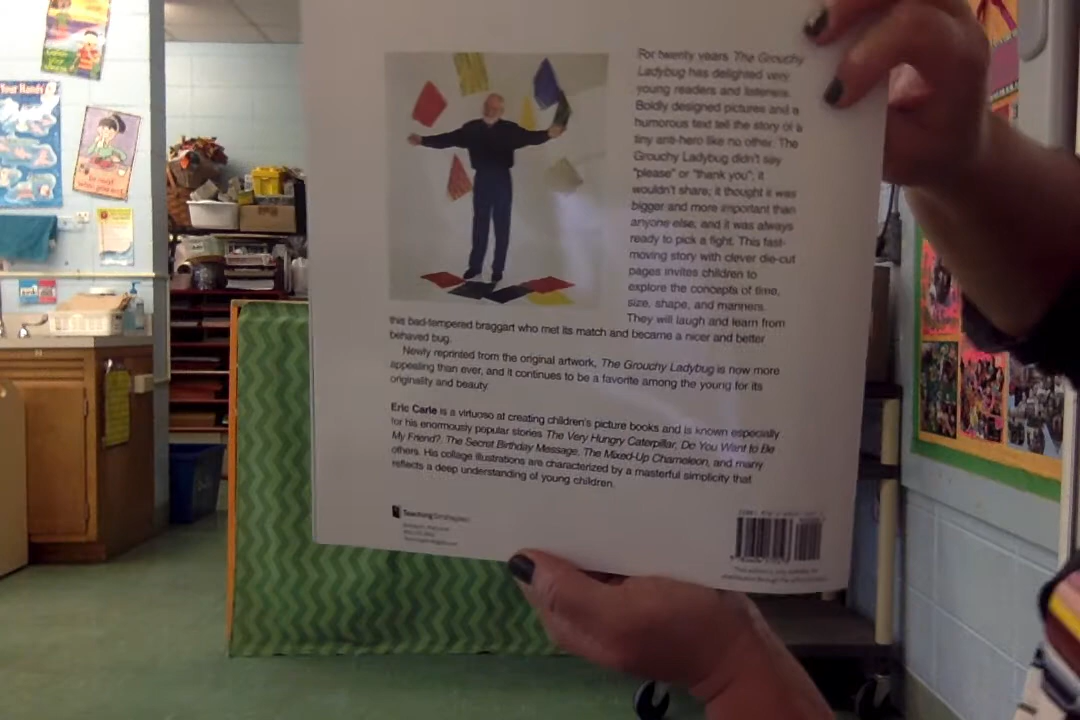 your Hands
For twenty years The Grouchy
Ladybug has delighted very
young readers and listeners.
Boldly designed pictures and a
humorous text tell the story of a
tiny anti-hero like no other. The
Grouchy Ladybug didn't say
"please" or "thank you"; it
wouldn't share; it thought it was
bigger and more important than
anyone else, and it was always
ready to pick a fight. This fast-
moving story with clever die-cut
pages invites children to
explore the concepts of time,
size, shape, and manners.
They will laugh and learn from
this bad-tempered braggart who met its match and became a nicer and better
behaved bug.
Newly reprinted from the original artwork, The Grouchy Ladybug is now more
appealing than ever, and it continues to be a favorite among the young for its
originality and beauty.
Eric Carle is a virtuoso at creating children's picture books and is known especially
for his enormously popular stories The Very Hungry Caterpillar, Do You Want to Be
My Friend?, The Secret Birthday Message, The Mixed-Up Chameleon, and many
others. His collage illustrations are characterized by a masterful simplicity that
reflects a deep understanding of young children.
TeachingStrategies